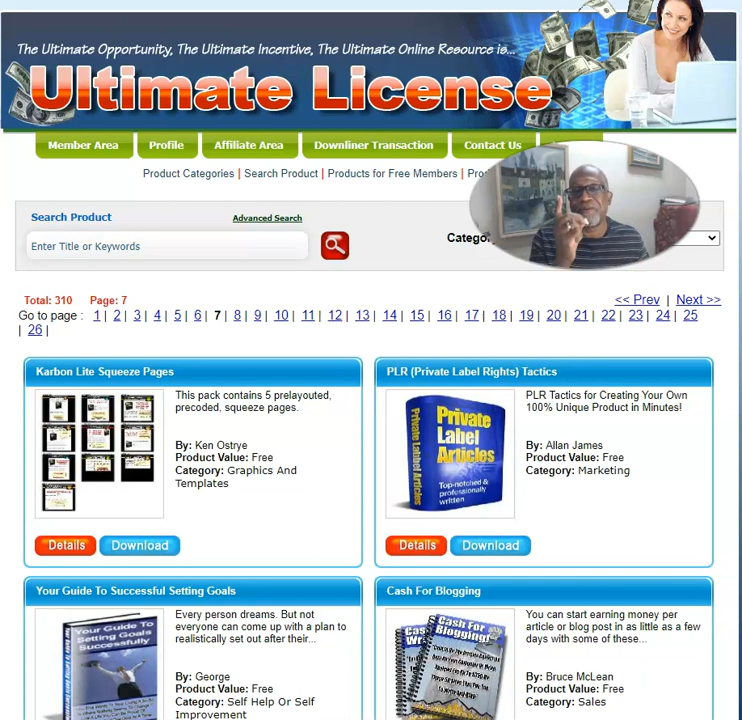 The Ultimate Opportunity, The Ultimate Incentive, The Ultimate Online Resource is...
Ultimate License
Member Area
Profile
Affiliate Area
Downliner Transaction
Contact Us
Product Categories | Search Product | Products for Free Members |
Search Product
Advanced Search
Enter Title or Keywords
Total: 310 Page: 7
<< Prev | Next >>
Go to page : 1 | 2 | 3 | 4 | 5 | 6 | 7 | 8 | 9 | 10 | 11 | 12 | 13 | 14 | 15 | 16 | 17 | 18 | 19 | 20 | 21 | 22 | 23 | 24 | 25
| 26 |
Karbon Lite Squeeze Pages
This pack contains 5 prelayouted,
precoded, squeeze pages.
By: Ken Ostrye
Product Value: Free
Category: Graphics And
Templates
Details
Download
PLR (Private Label Rights) Tactics
Private Label Articles
Private
Label
Articles
Top-notched &
professionally
written
PLR Tactics for Creating Your Own
100% Unique Product in Minutes!
By: Allan James
Product Value: Free
Category: Marketing
Details
Download
Your Guide To Successful Setting Goals
Your Guide To
Setting Goals
Successfully
Every person dreams. But not
everyone can come up with a plan to
realistically set out after their...
By: George
Product Value: Free
Category: Self Help Or Self
Improvement
Cash For Blogging
Cash For
Blogging!
You can start earning money per
article or blog post in as little as a few
days with some of these...
By: Bruce McLean
Product Value: Free
Category: Sales